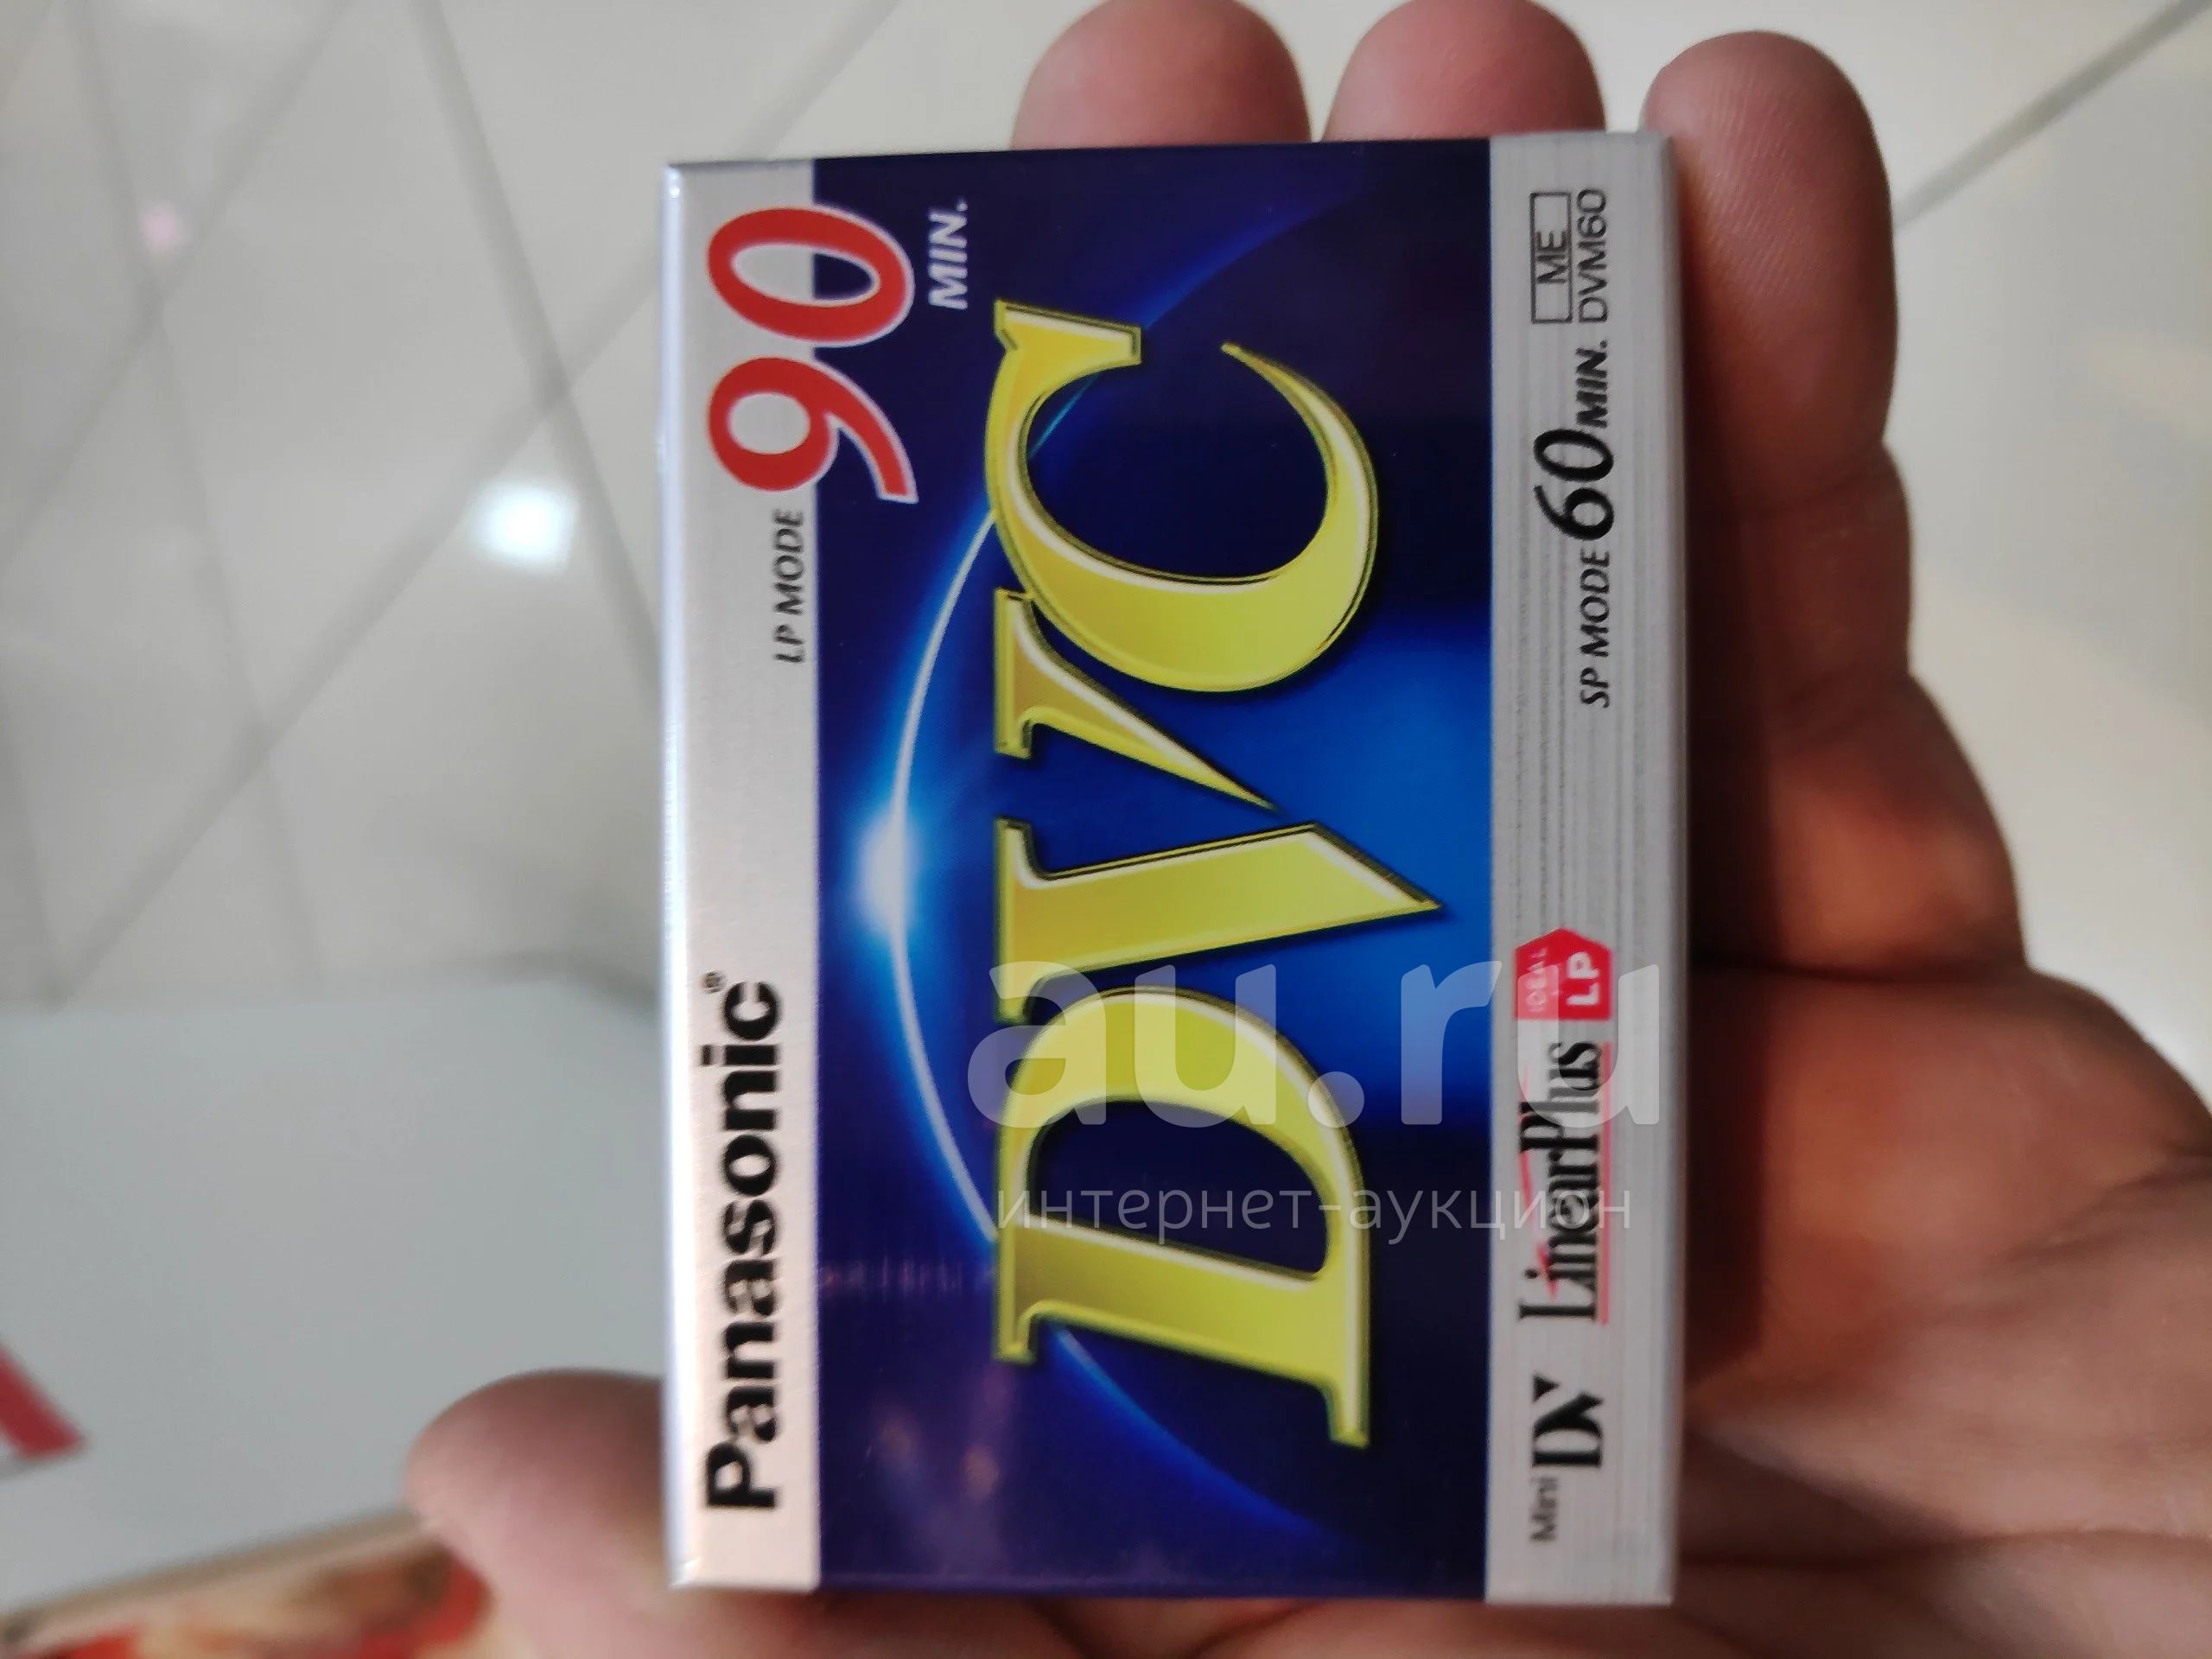 Panasonic®
LP MODE 90 MIN.
DVC
Mini DV LinearPlus IDEAL LP SP MODE 60 MIN. ME DVM60
au.ru
интернет-аукцион